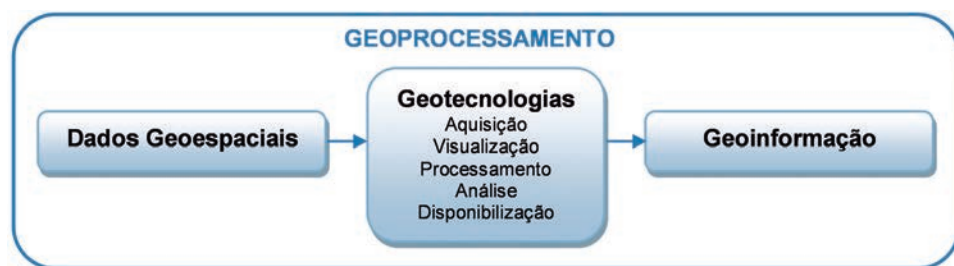 GEOPROCESSAMENTO
Dados Geoespaciais
Geotecnologias
Aquisição
Visualização
Processamento
Análise
Disponibilização
Geoinformação